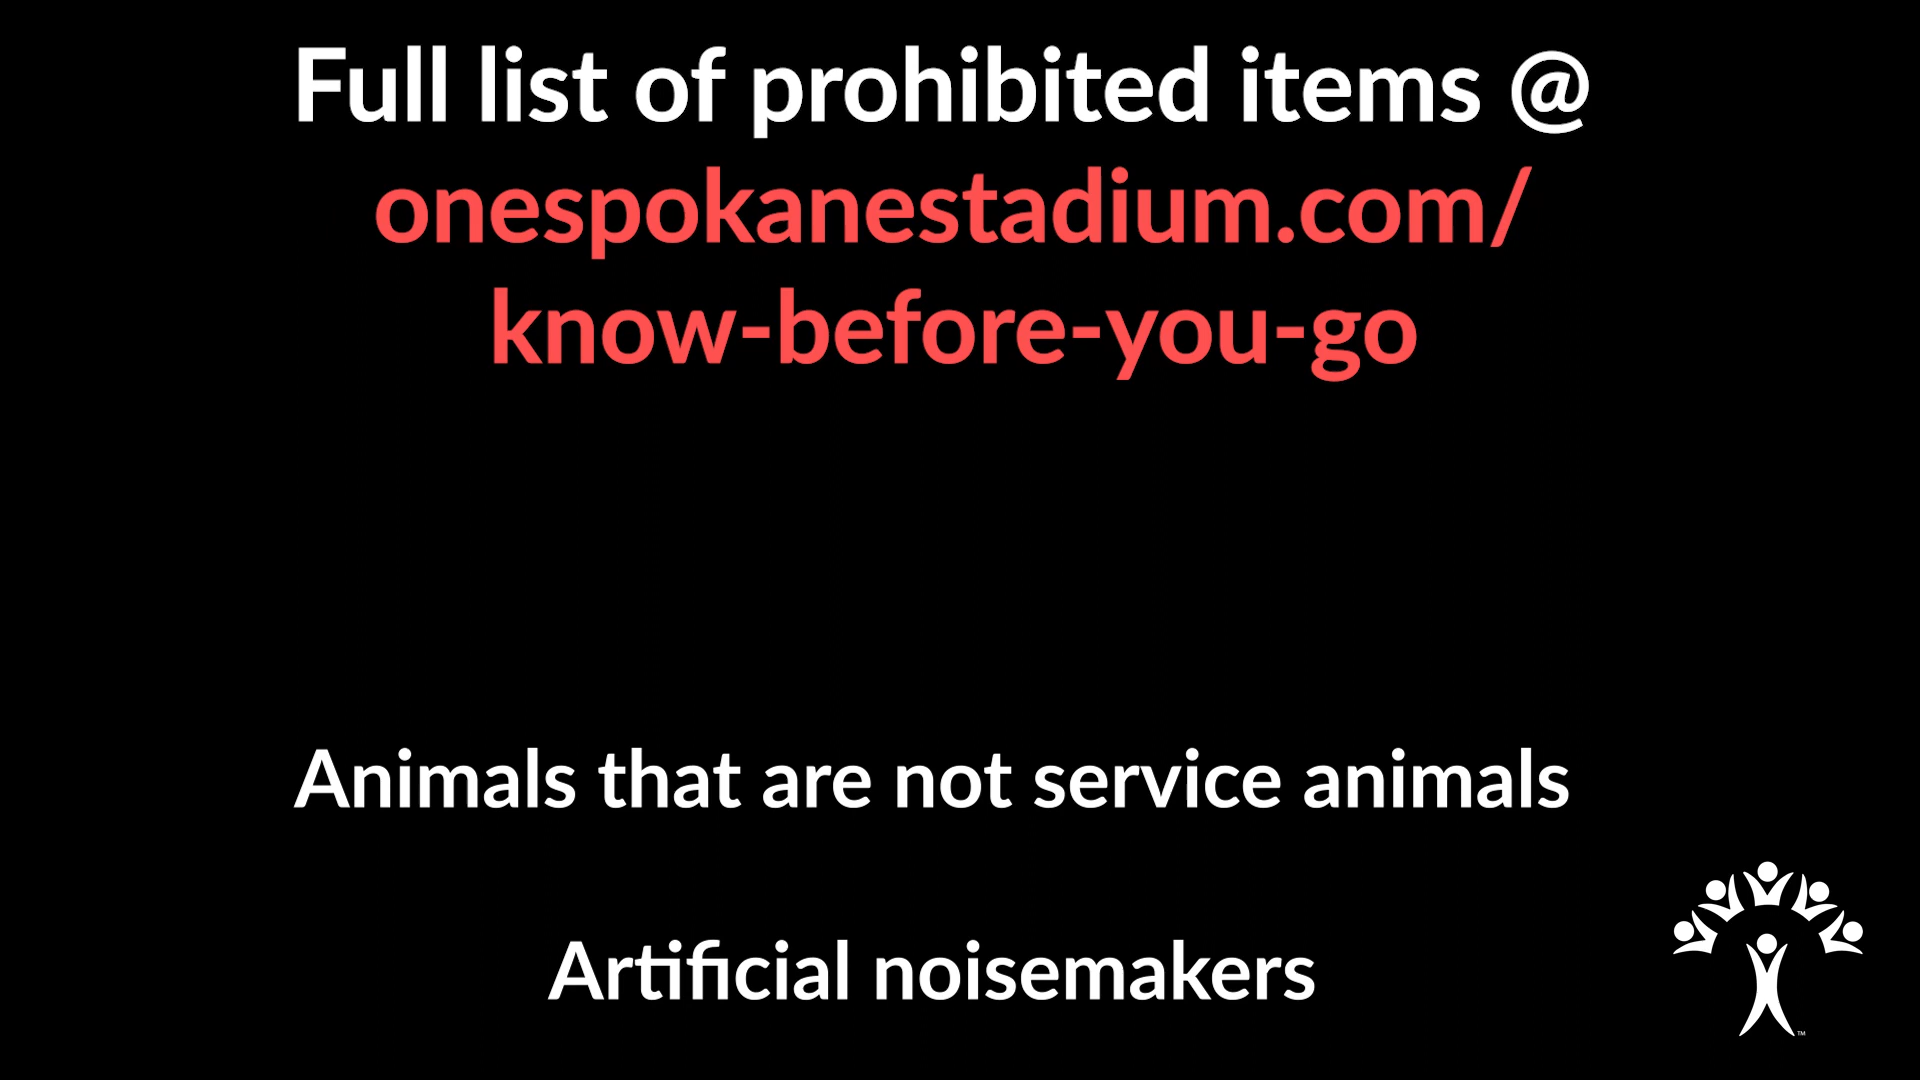 Full list of prohibited items @
onespokanestadium.com/
know-before-you-go
Animals that are not service animals
Artificial noisemakers
TM